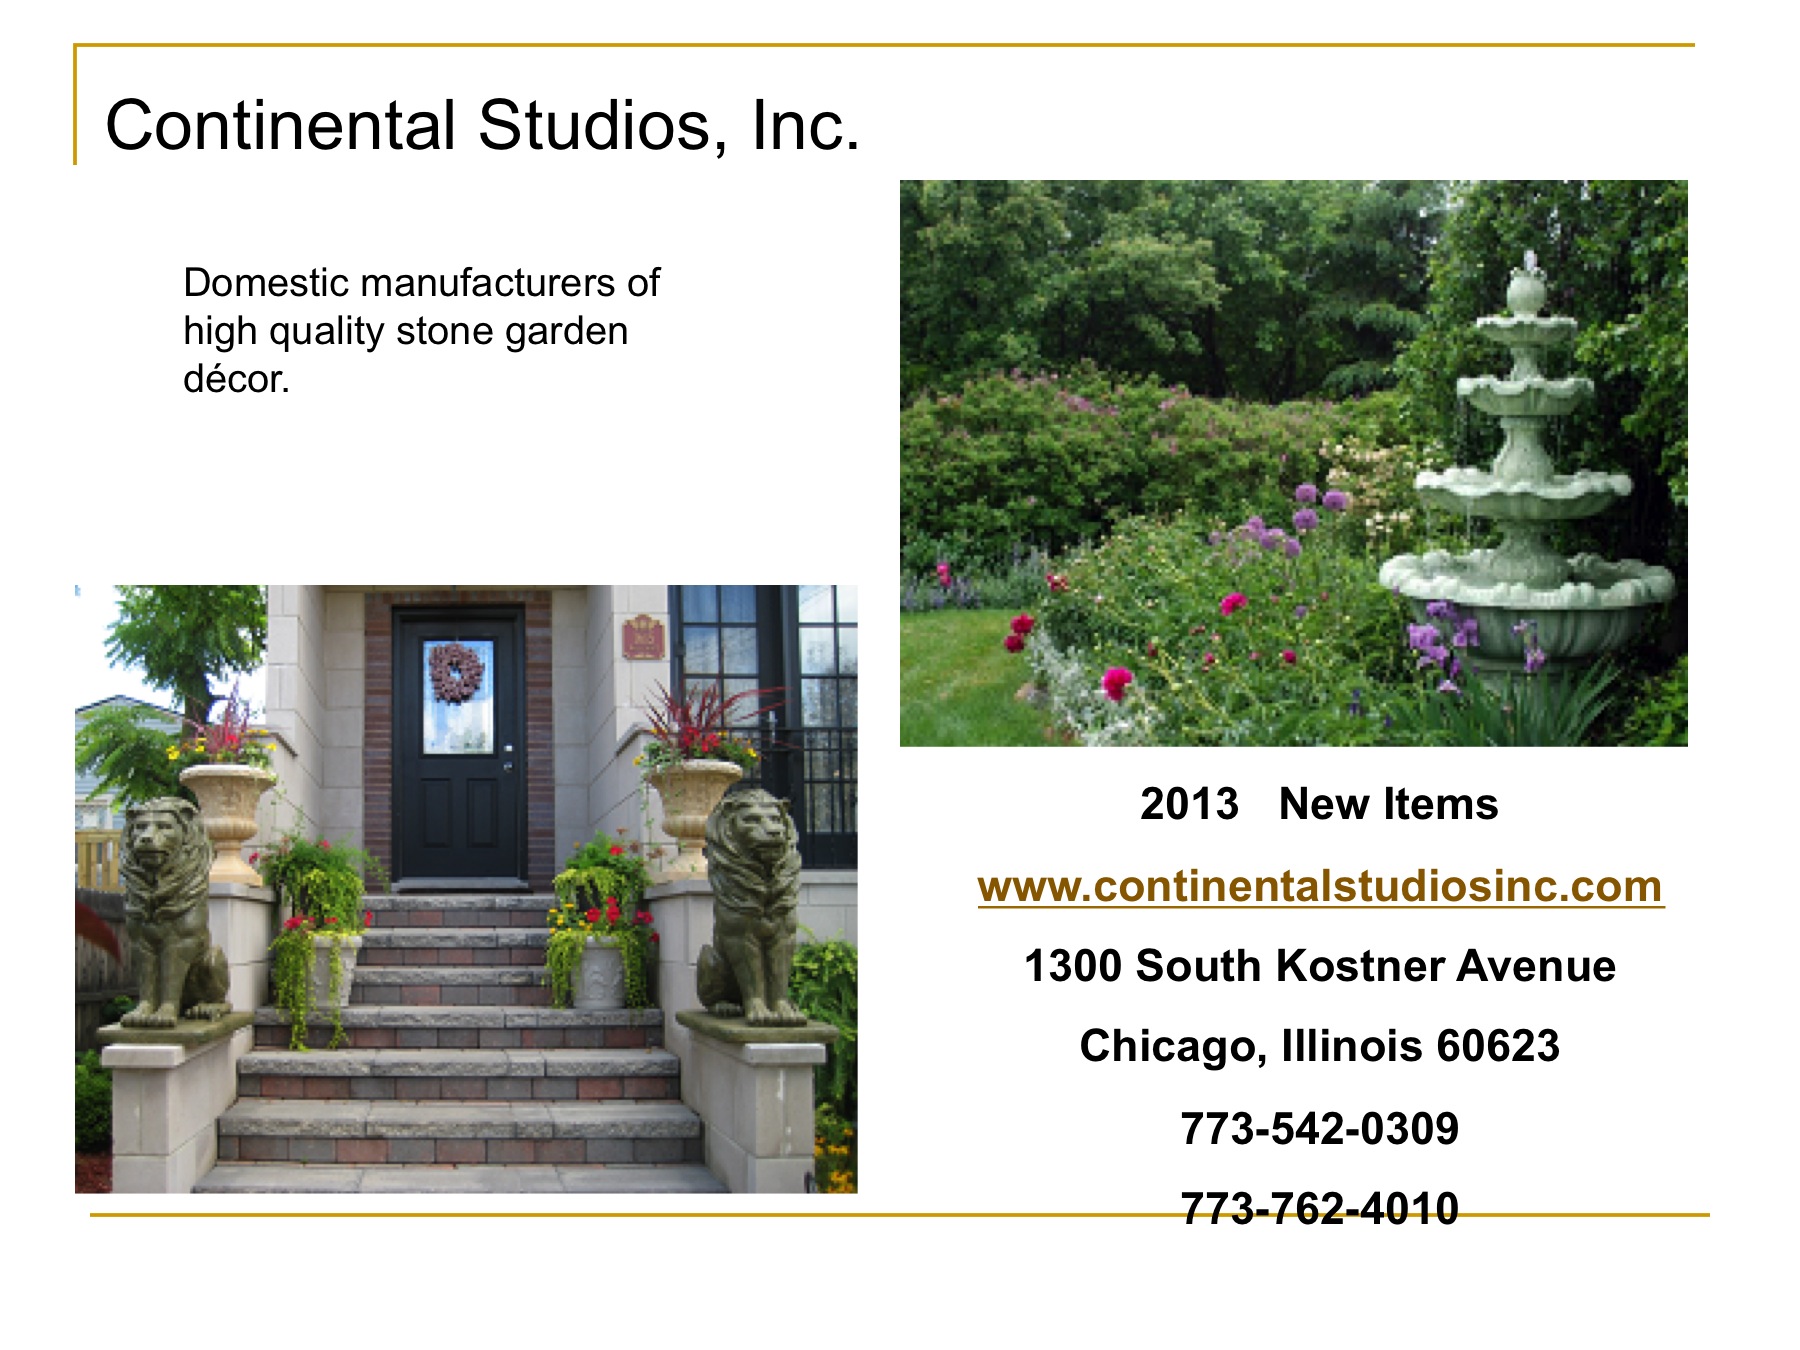 Continental Studios, Inc.
Domestic manufacturers of
high quality stone garden
décor.
2013 New Items
www.continentalstudiosinc.com
1300 South Kostner Avenue
Chicago, Illinois 60623
773-542-0309
773-762-4010